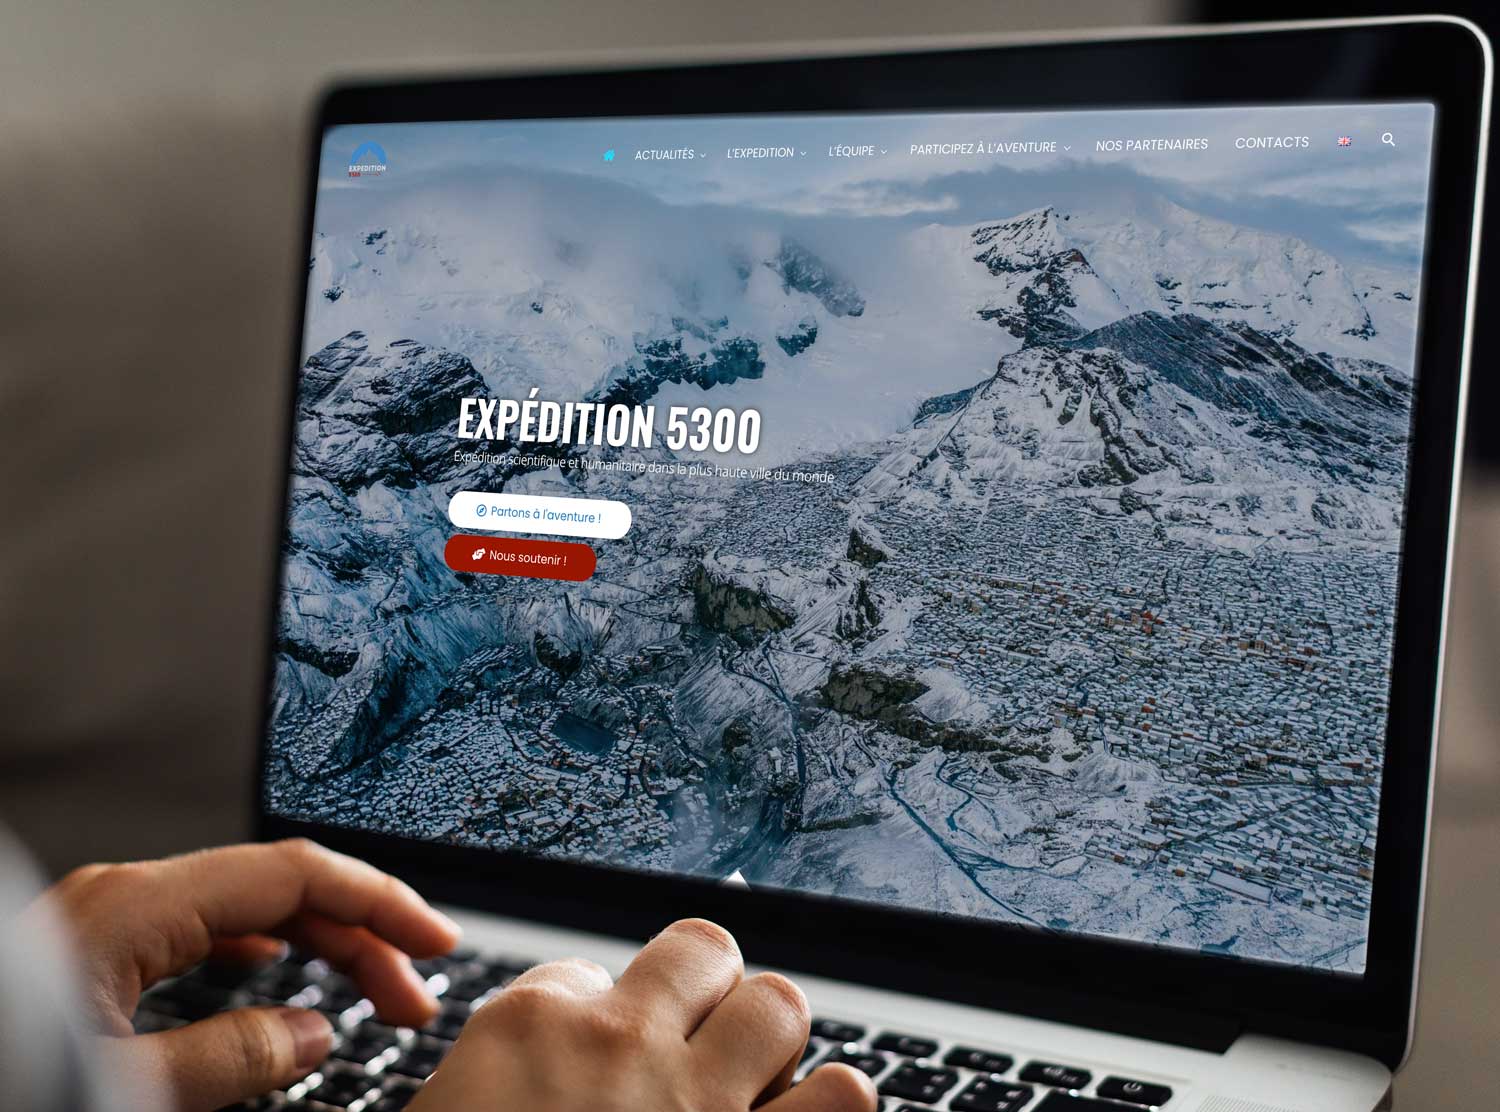 EXPEDITION
5300
ACTUALITÉS
L'EXPEDITION
L'ÉQUIPE
PARTICIPEZ À L'AVENTURE
NOS PARTENAIRES
CONTACTS
EXPÉDITION 5300
Expédition scientifique et humanitaire dans la plus haute ville du monde
Partons à l'aventure !
Nous soutenir !